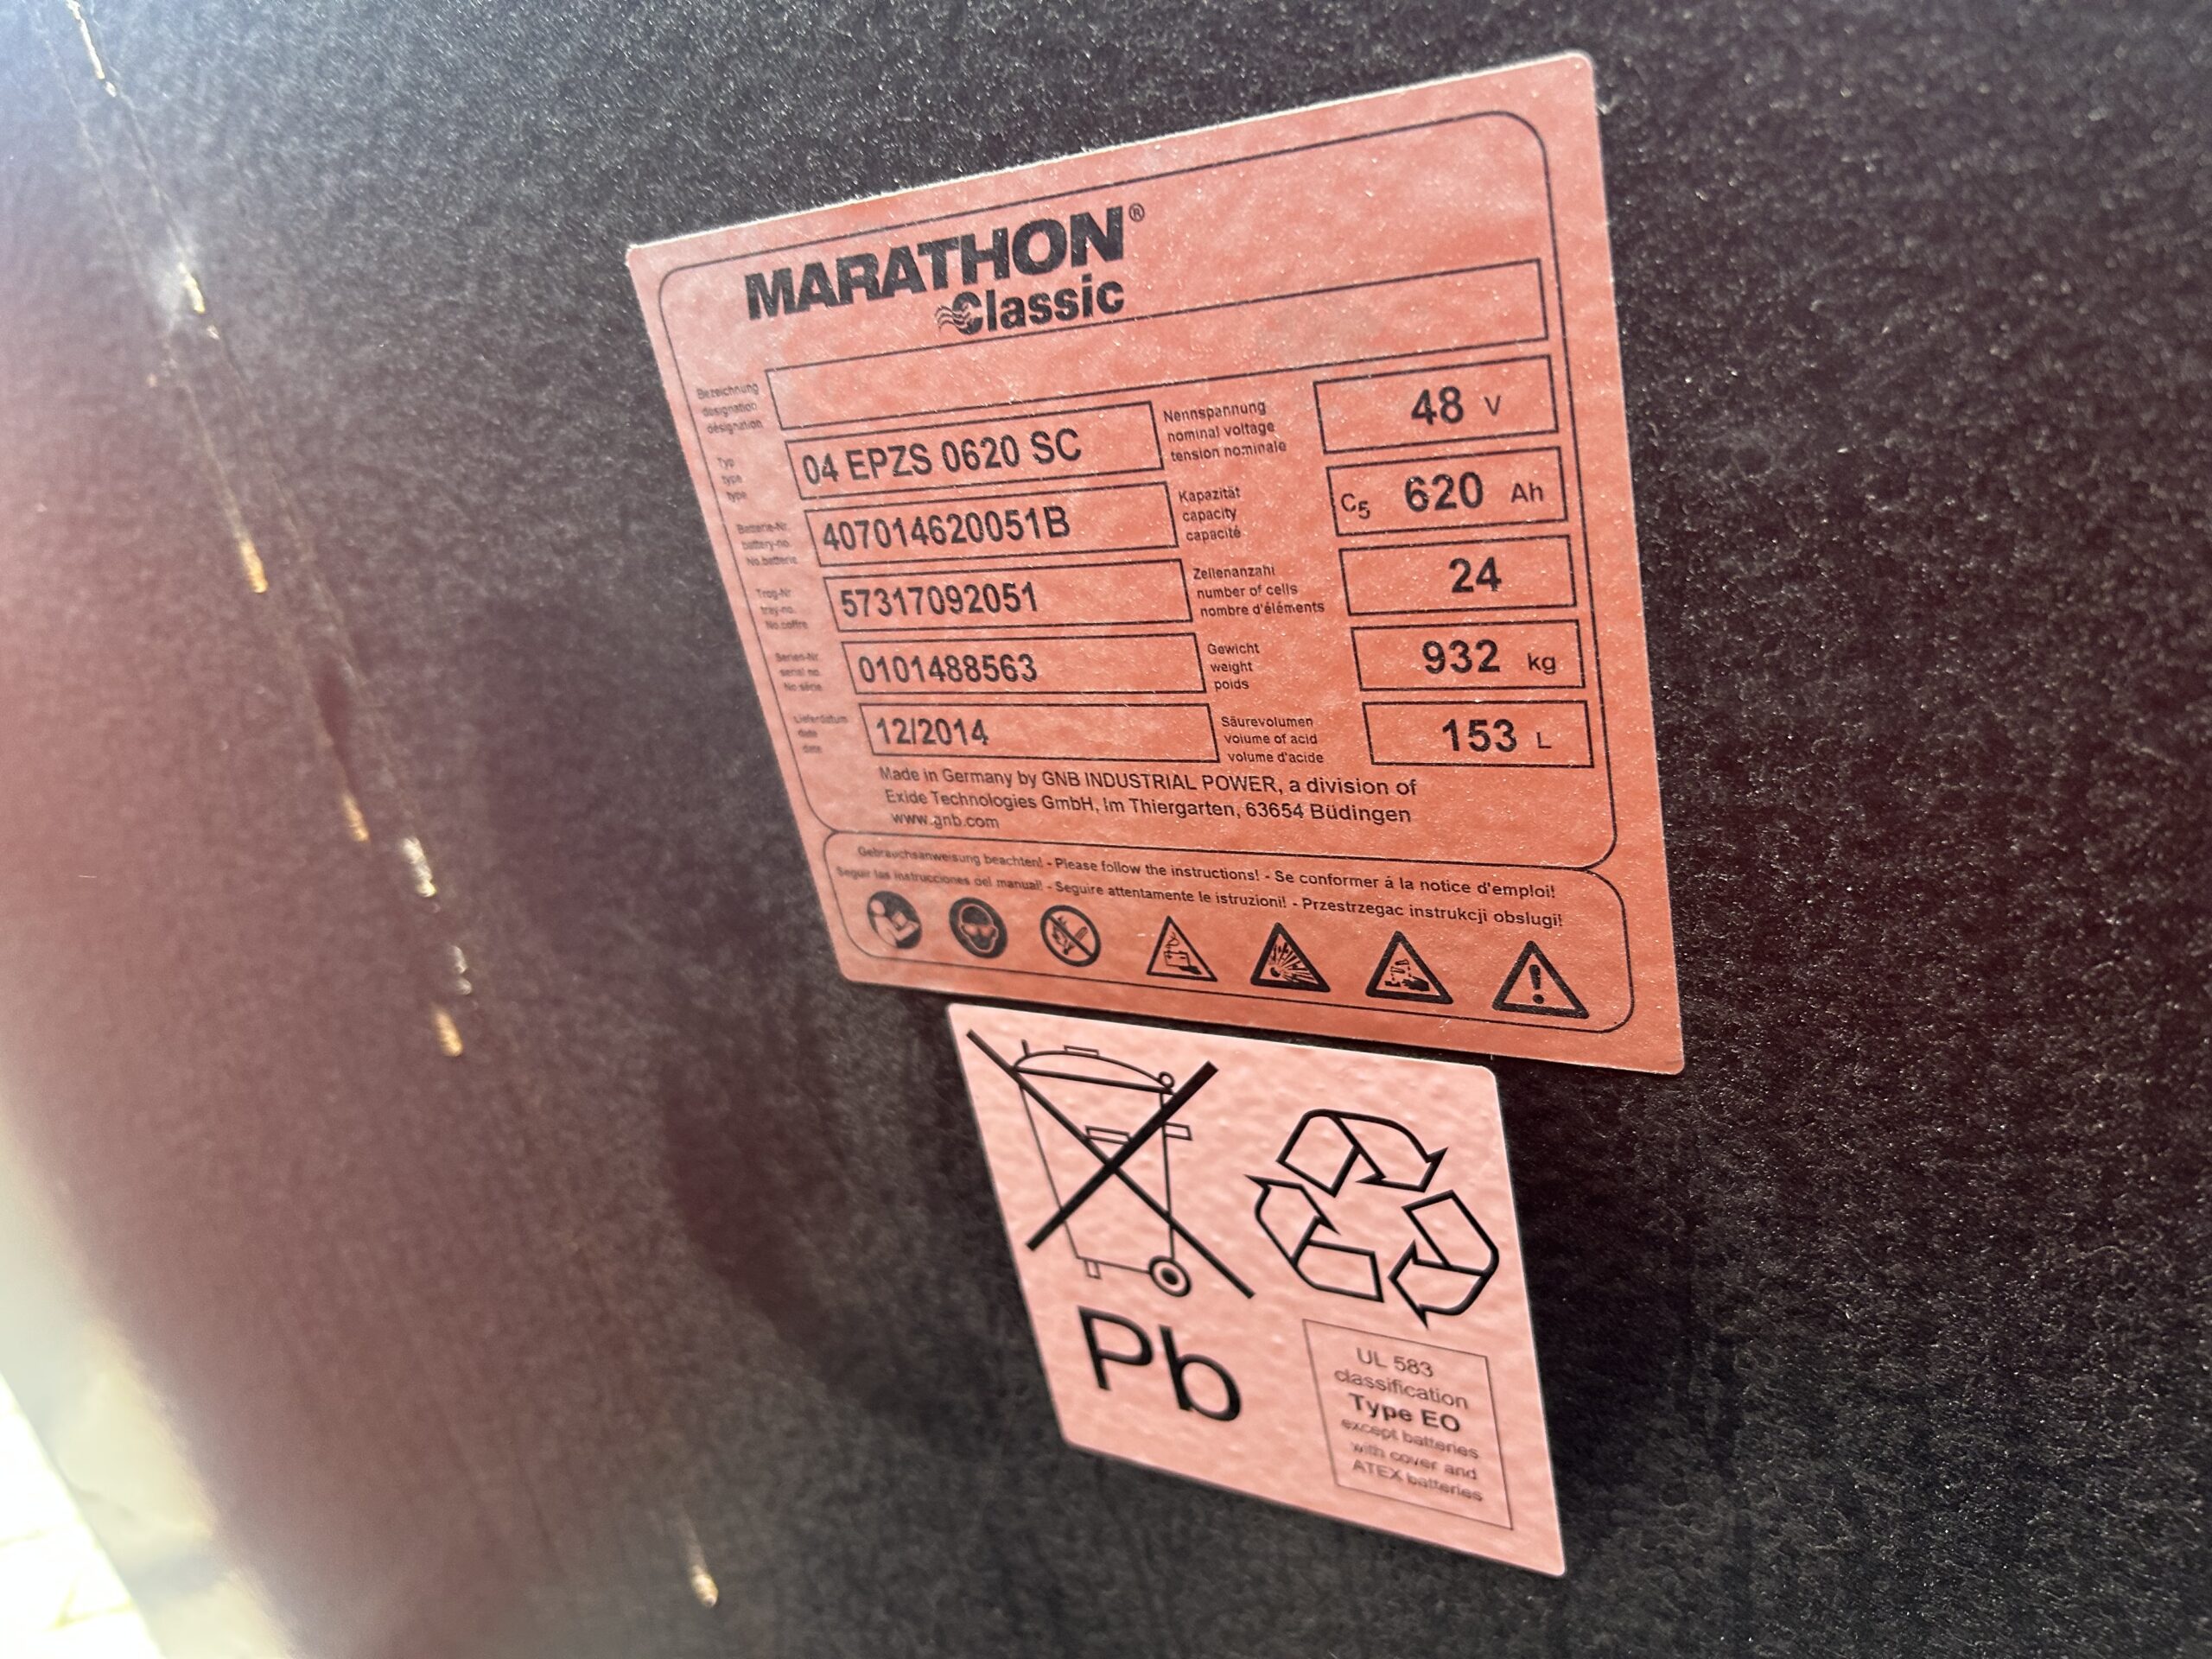 MARATHON®
Classic
Bezeichnung
designation
désignation
Typ
type
type
04 EPZS 0620 SC
Nennspannung
nominal voltage
tension nominale
48 V
Batterie-Nr.
battery-no.
No.batterie
407014620051B
Kapazität
capacity
capacité
C5 620 Ah
Trog-Nr
tray-no.
No.coffre
57317092051
Zellenanzahl
number of cells
nombre d'éléments
24
Serien-Nr.
serial no.
No série
0101488563
Gewicht
weight
poids
932 kg
Lieferdatum
date
date
12/2014
Säurevolumen
volume of acid
volume d'acide
153 L
Made in Germany by GNB INDUSTRIAL POWER, a division of
Exide Technologies GmbH, Im Thiergarten, 63654 Büdingen
www.gnb.com
Gebrauchsanweisung beachten! - Please follow the instructions! - Se conformer à la notice d'emploi!
Seguir las instrucciones del manual! - Seguire attentamente le istruzioni! - Przestrzegac instrukcji obslugi!
Pb
UL 583
classification
Type EO
except batteries
with cover and
ATEX batteries